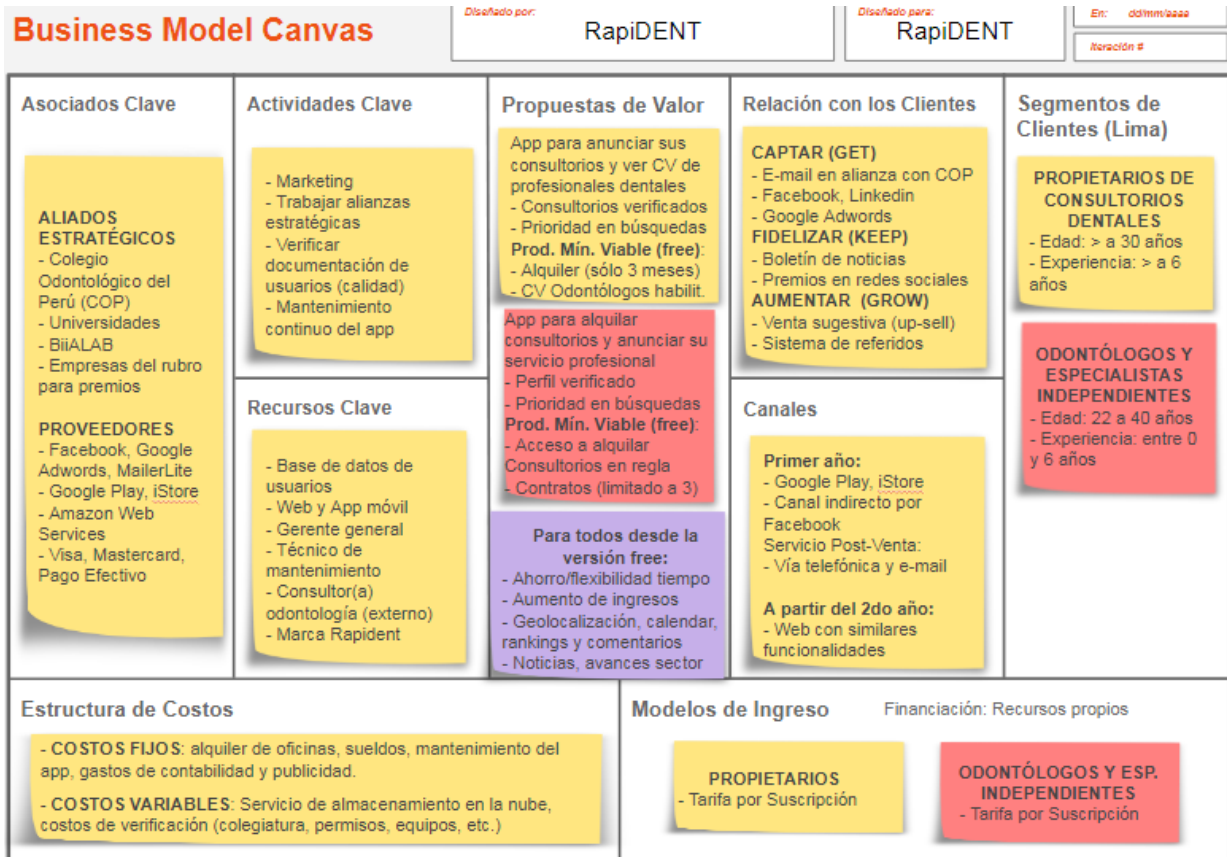 Business Model Canvas
Diseñado por:
RapiDENT
Diseñado para:
RapiDENT
En: dd/mm/aaaa
Iteración #
Asociados Clave
ALIADOS
ESTRATÉGICOS
- Colegio
Odontológico del
Perú (COP)
- Universidades
- BiiALAB
- Empresas del rubro
para premios
PROVEEDORES
- Facebook, Google
Adwords, MailerLite
- Google Play, iStore
- Amazon Web
Services
- Visa, Mastercard,
Pago Efectivo
Actividades Clave
- Marketing
- Trabajar alianzas
estratégicas
- Verificar
documentación de
usuarios (calidad)
- Mantenimiento
continuo del app
Recursos Clave
- Base de datos de
usuarios
- Web y App móvil
- Gerente general
- Técnico de
mantenimiento
- Consultor(a)
odontología (externo)
- Marca Rapident
Propuestas de Valor
App para anunciar sus
consultorios y ver CV de
profesionales dentales
- Consultorios verificados
- Prioridad en búsquedas
Prod. Mín. Viable (free):
- Alquiler (sólo 3 meses)
- CV Odontólogos habilit.
App para alquilar
consultorios y anunciar su
servicio profesional
- Perfil verificado
- Prioridad en búsquedas
Prod. Mín. Viable (free):
- Acceso a alquilar
Consultorios en regla
- Contratos (limitado a 3)
Para todos desde la
versión free:
- Ahorro/flexibilidad tiempo
- Aumento de ingresos
- Geolocalización, calendar,
rankings y comentarios
- Noticias, avances sector
Relación con los Clientes
CAPTAR (GET)
- E-mail en alianza con COP
- Facebook, Linkedin
- Google Adwords
FIDELIZAR (KEEP)
- Boletín de noticias
- Premios en redes sociales
AUMENTAR (GROW)
- Venta sugestiva (up-sell)
- Sistema de referidos
Canales
Primer año:
- Google Play, iStore
- Canal indirecto por
Facebook
Servicio Post-Venta:
- Vía telefónica y e-mail
A partir del 2do año:
- Web con similares
funcionalidades
Segmentos de
Clientes (Lima)
PROPIETARIOS DE
CONSULTORIOS
DENTALES
- Edad: > a 30 años
- Experiencia: > a 6
años
ODONTÓLOGOS Y
ESPECIALISTAS
INDEPENDIENTES
- Edad: 22 a 40 años
- Experiencia: entre 0
y 6 años
Estructura de Costos
- COSTOS FIJOS: alquiler de oficinas, sueldos, mantenimiento del
app, gastos de contabilidad y publicidad.
- COSTOS VARIABLES: Servicio de almacenamiento en la nube,
costos de verificación (colegiatura, permisos, equipos, etc.)
Modelos de Ingreso
Financiación: Recursos propios
PROPIETARIOS
- Tarifa por Suscripción
ODONTÓLOGOS Y ESP.
INDEPENDIENTES
- Tarifa por Suscripción